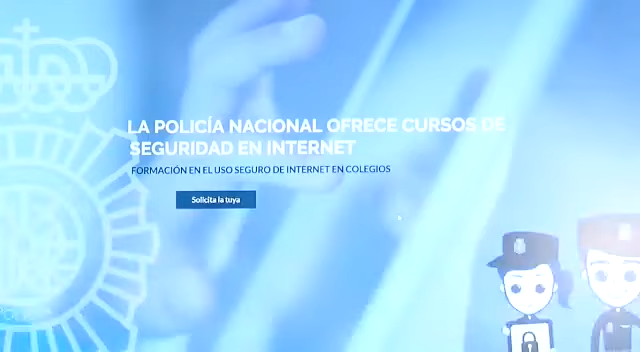 LA POLICÍA NACIONAL OFRECE CURSOS DE
SEGURIDAD EN INTERNET
FORMACIÓN EN EL USO SEGURO DE INTERNET EN COLEGIOS
Solicita la tuya